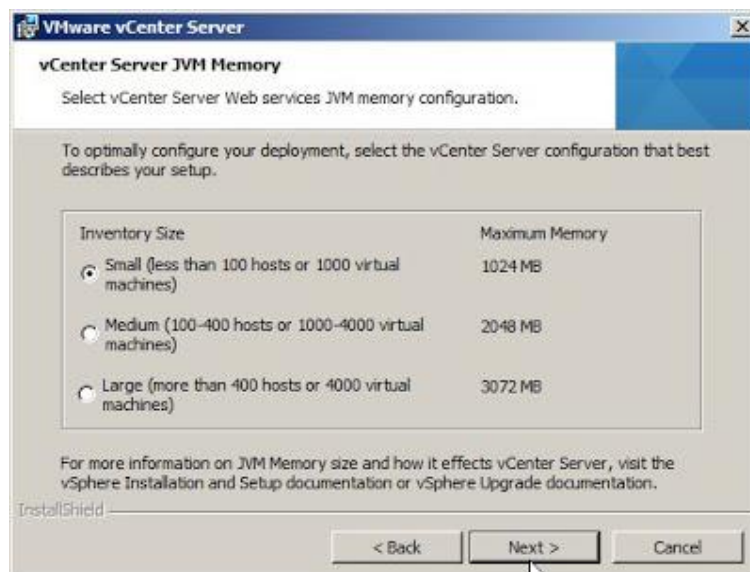 VMware vCenter Server
vCenter Server JVM Memory
Select vCenter Server Web services JVM memory configuration.
To optimally configure your deployment, select the vCenter Server configuration that best
describes your setup.
Inventory Size Maximum Memory
Small (less than 100 hosts or 1000 virtual 1024 MB
machines)
Medium (100-400 hosts or 1000-4000 virtual 2048 MB
machines)
Large (more than 400 hosts or 4000 virtual 3072 MB
machines)
For more information on JVM Memory size and how it effects vCenter Server, visit the
vSphere Installation and Setup documentation or vSphere Upgrade documentation.
InstallShield
< Back Next > Cancel